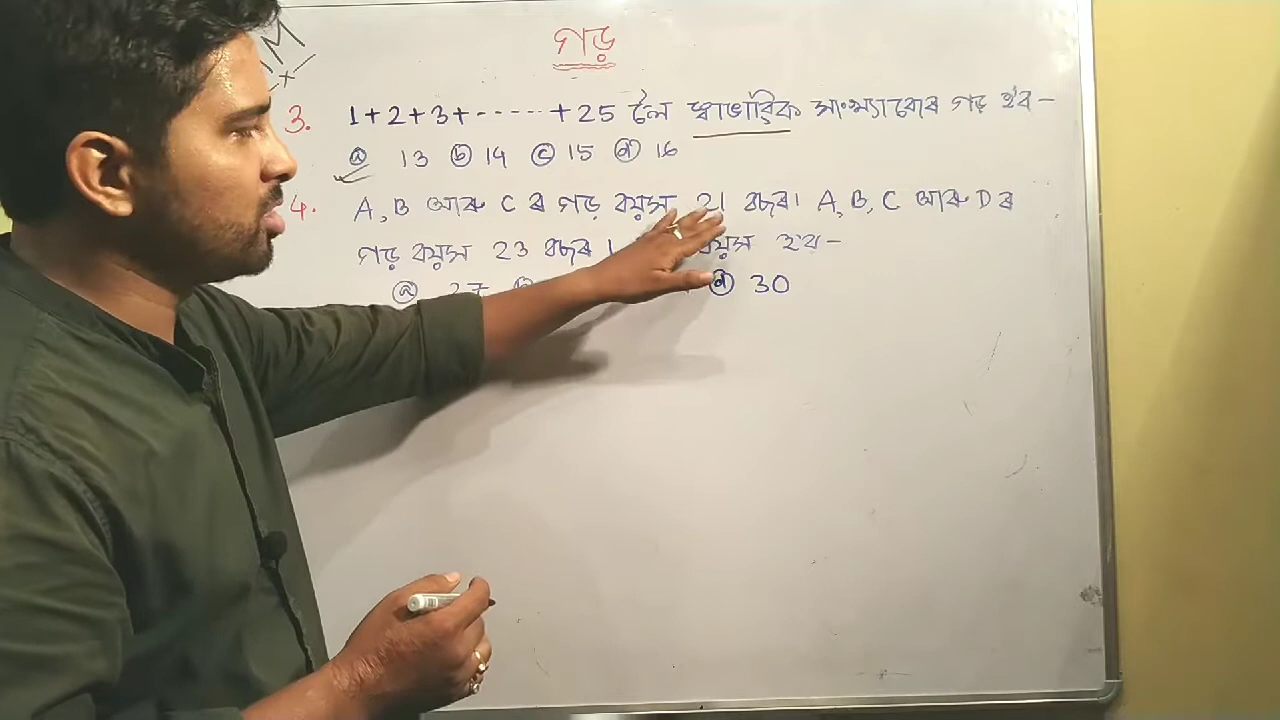 M
গড়
3. 1+2+3+------+25 লৈ স্বাভাৱিক সাংখ্যাবোৰ গড় হ'ব-
ⓐ 13 ⓑ 14 ⓒ 15 ⓓ 16
4. A, B আৰু C ৰ গড় বয়স 21 বছৰ। A, B, C আৰু D ৰ
গড় বয়স 23 বছৰ। বয়স হ'ব-
ⓐ 27 ⓓ 30